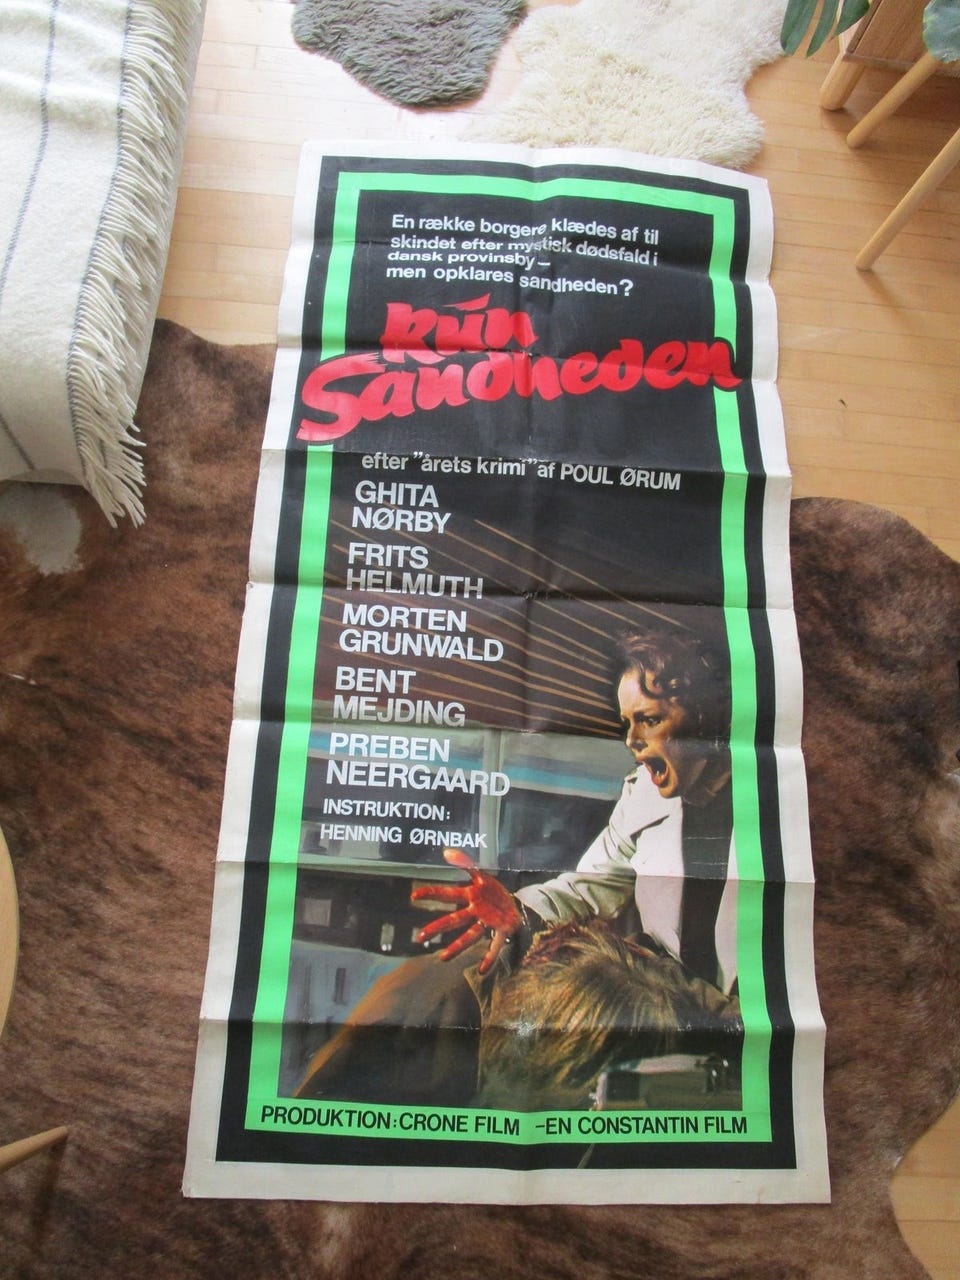 En række borgere klædes af til
skindet efter mystisk dødsfald i
dansk provinsby –
men opklares sandheden?
kún
Sandheden
efter "årets krimi" af POUL ØRUM
GHITA
NØRBY
FRITS
HELMUTH
MORTEN
GRUNWALD
BENT
MEJDING
PREBEN
NEERGAARD
INSTRUKTION:
HENNING ØRNBAK
PRODUKTION: CRONE FILM – EN CONSTANTIN FILM